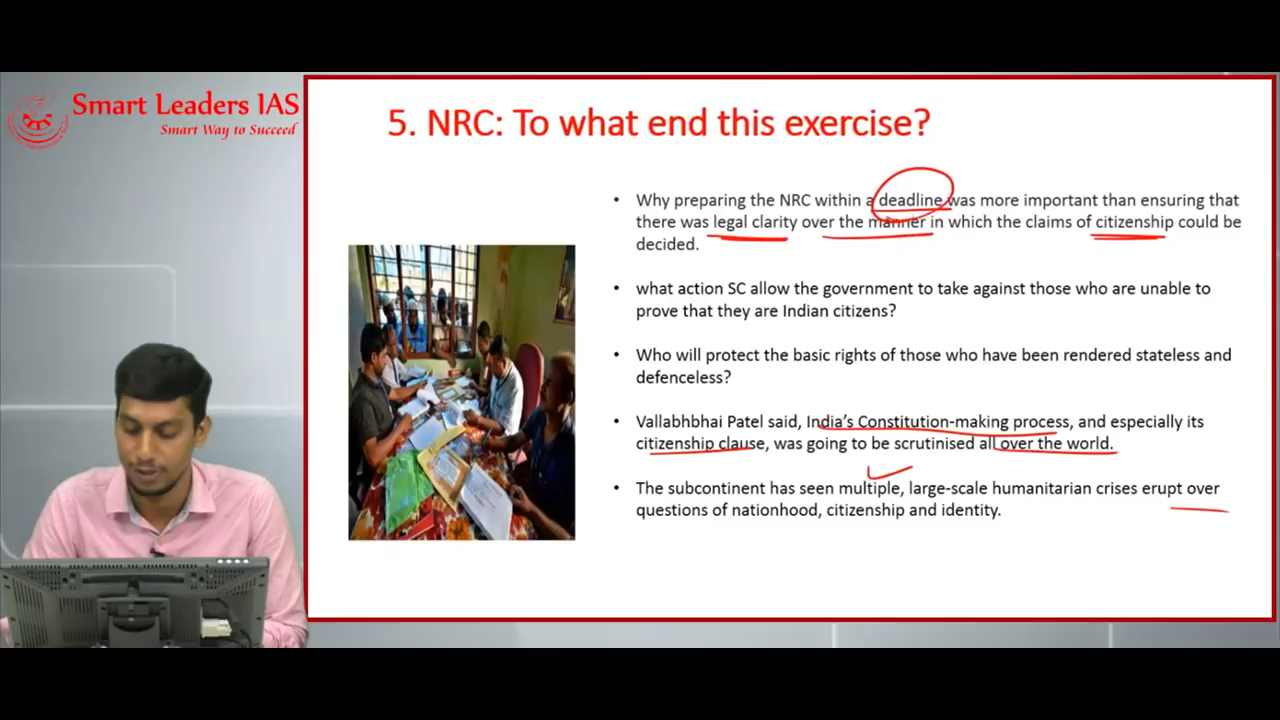 Smart Leaders IAS
Smart Way to Succeed
5. NRC: To what end this exercise?
• Why preparing the NRC within a deadline was more important than ensuring that
there was legal clarity over the manner in which the claims of citizenship could be
decided.
• what action SC allow the government to take against those who are unable to
prove that they are Indian citizens?
• Who will protect the basic rights of those who have been rendered stateless and
defenceless?
• Vallabhbhai Patel said, India's Constitution-making process, and especially its
citizenship clause, was going to be scrutinised all over the world.
• The subcontinent has seen multiple, large-scale humanitarian crises erupt over
questions of nationhood, citizenship and identity.